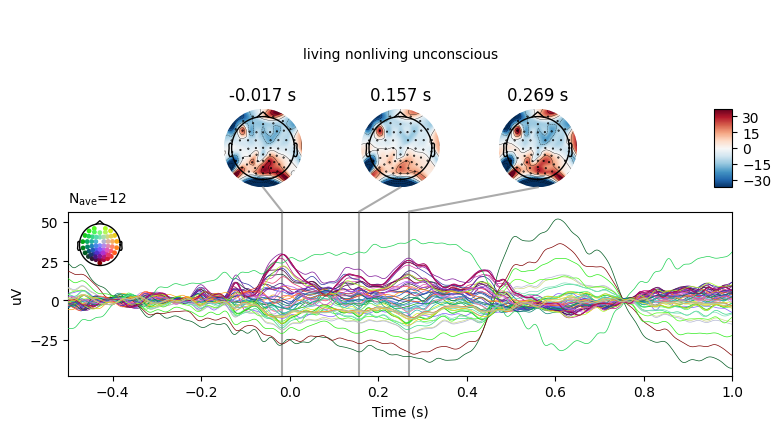 living nonliving unconscious
-0.017 s 0.157 s 0.269 s
30
15
0
−15
−30
Nave=12
50
25
0
−25
uV
−0.4 −0.2 0.0 0.2 0.4 0.6 0.8 1.0
Time (s)